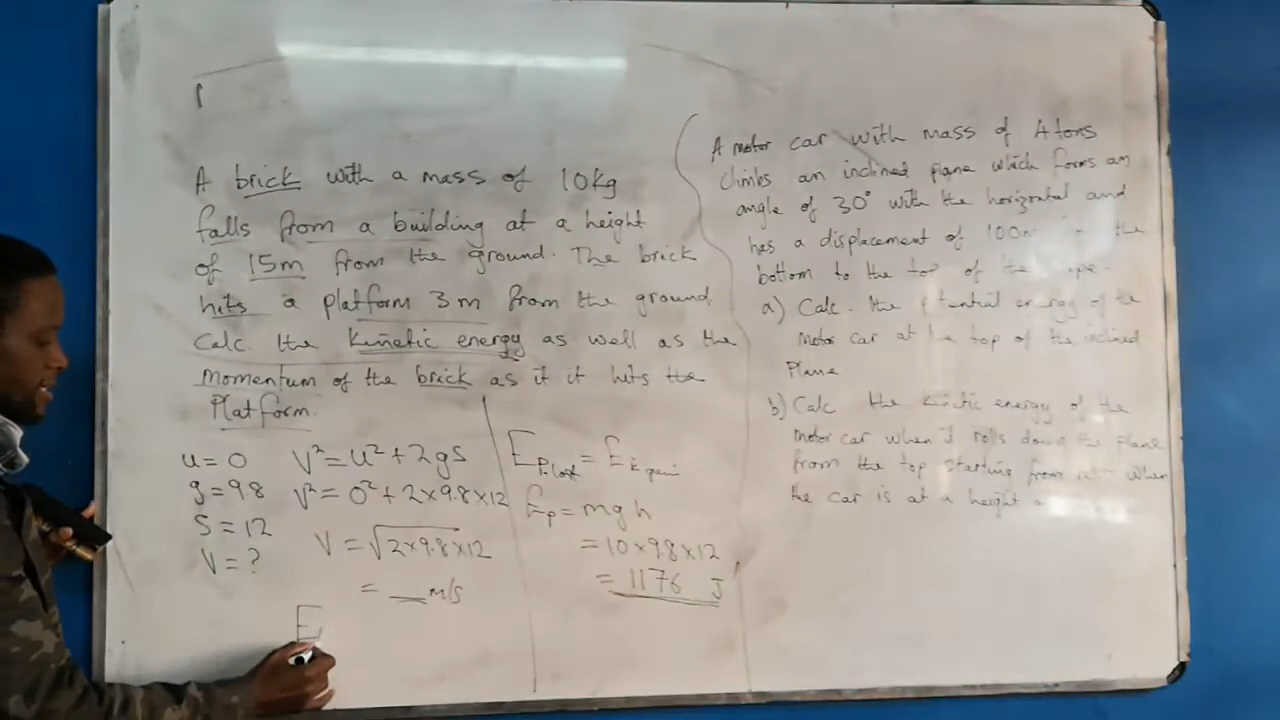 A brick with a mass of 10kg
falls from a building at a height
of 15m from the ground. The brick
hits a platform 3m from the ground.
Calc the kinetic energy as well as the
momentum of the brick as it it hits the
Platform.
u = 0
g = 9.8
S = 12
V = ?
V² = u² + 2gs
V² = 0² + 2×9.8×12
V = √2×9.8×12
= __ m/s
E
E P.lost = E k gain
Ep = mgh
= 10×9.8×12
= 1176 J
A motor car with mass of 4 tons
climbs an inclined plane which forms an
angle of 30° with the horizontal and
has a displacement of the
bottom to the top of the
a) Calc. the energy of the
motor car at the top of the inclined
Plane
b) Calc the kinetic energy of the
motor car when it rolls down the plane
from the top starting from when
the car is at a height